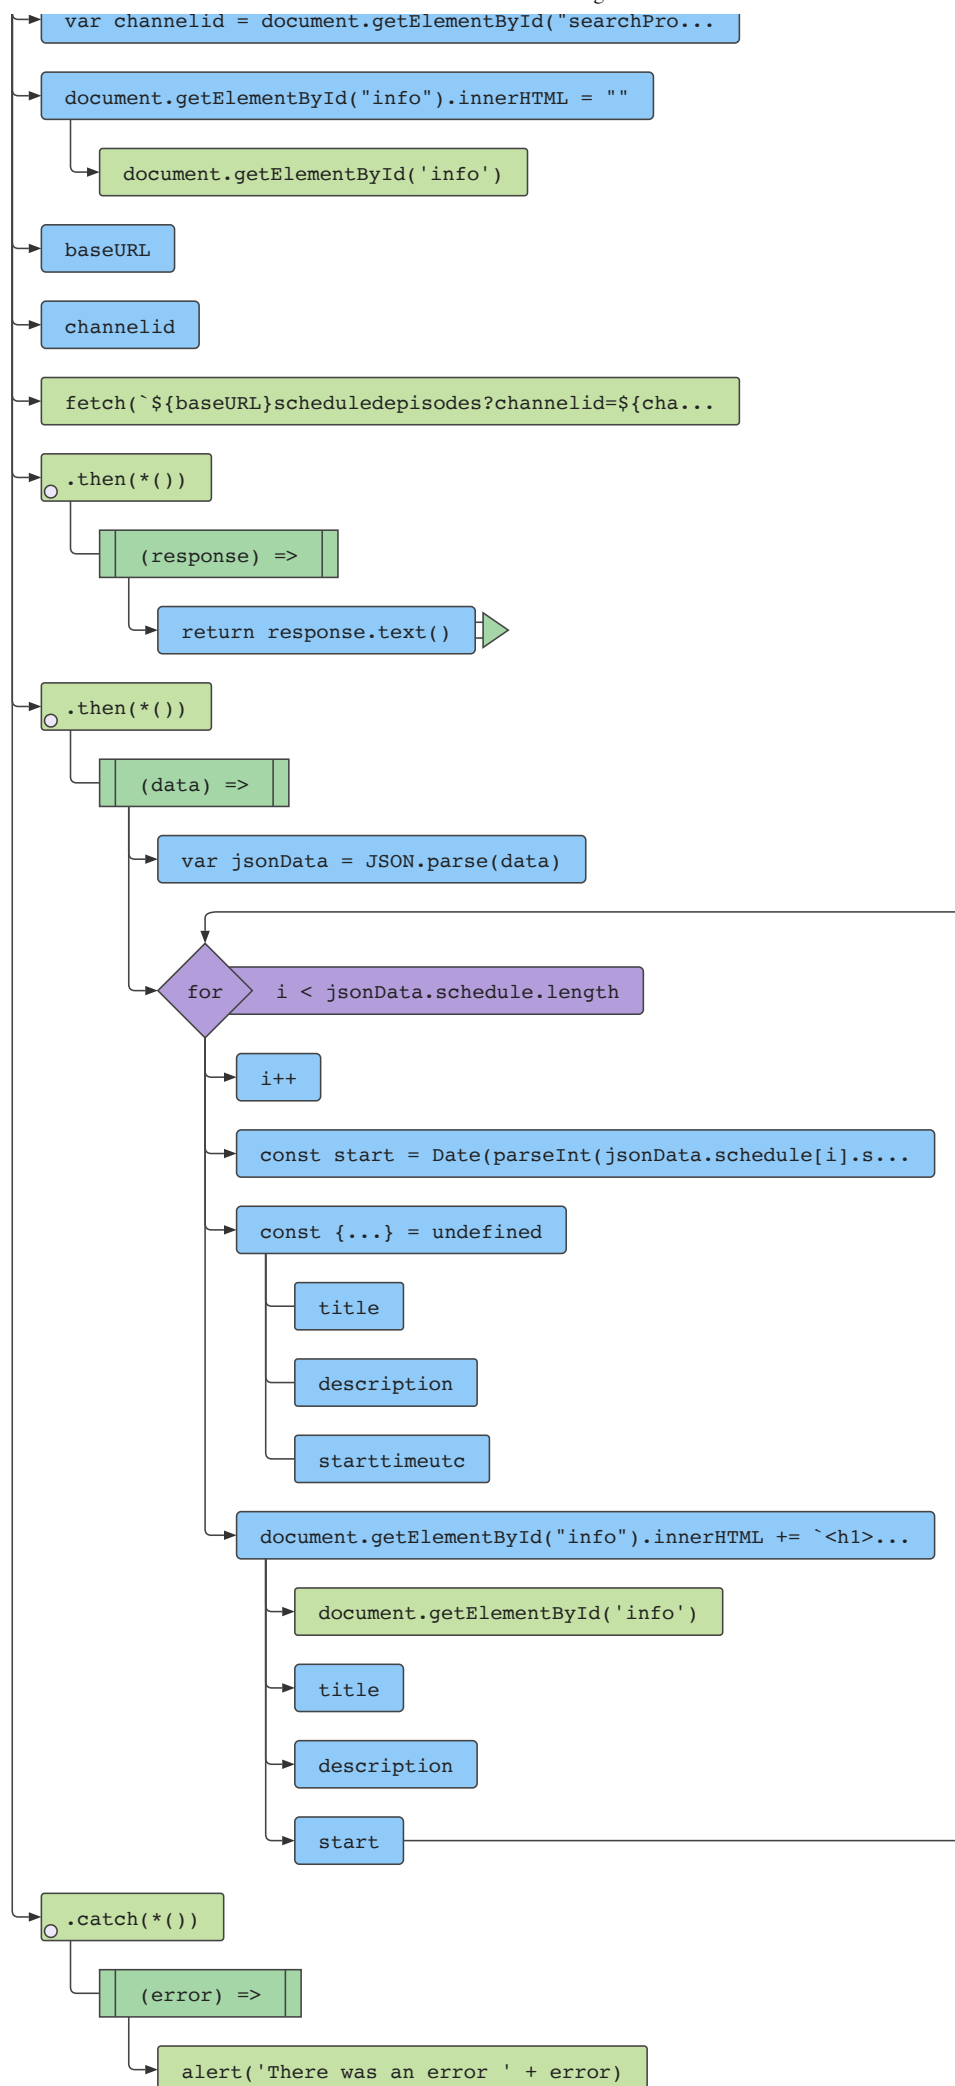 var channelid = document.getElementById("searchPro...
document.getElementById("info").innerHTML = ""
document.getElementById('info')
baseURL
channelid
fetch(`${baseURL}scheduledepisodes?channelid=${cha...
.then(*())
(response) =>
return response.text()
.then(*())
(data) =>
var jsonData = JSON.parse(data)
for i < jsonData.schedule.length
i++
const start = Date(parseInt(jsonData.schedule[i].s...
const {...} = undefined
title
description
starttimeutc
document.getElementById("info").innerHTML += `<h1>...
document.getElementById('info')
title
description
start
.catch(*())
(error) =>
alert('There was an error ' + error)